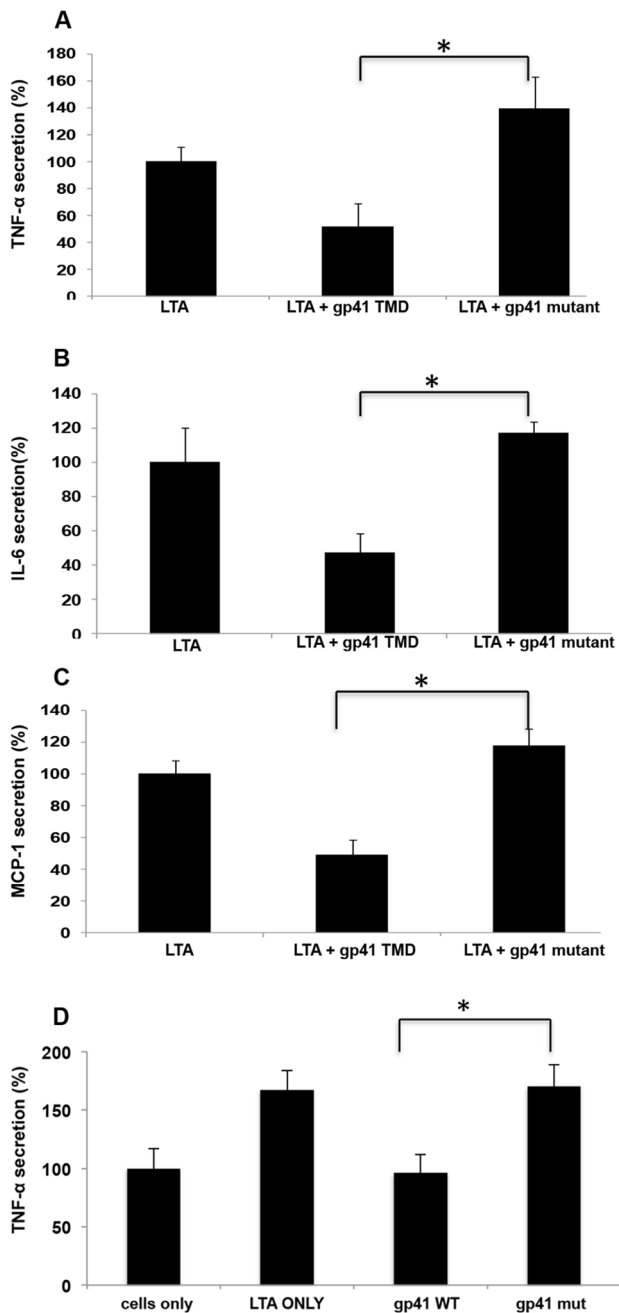 A
TNF-α secretion (%)
180
160
140
120
100
80
60
40
20
0
*
LTA LTA + gp41 TMD LTA + gp41 mutant
B
IL-6 secretion(%)
140
120
100
80
60
40
20
0
*
LTA LTA + gp41 TMD LTA + gp41 mutant
C
MCP-1 secretion (%)
140
120
100
80
60
40
20
0
*
LTA LTA + gp41 TMD LTA + gp41 mutant
D
TNF-α secretion (%)
200
150
100
50
0
*
cells only LTA ONLY gp41 WT gp41 mut